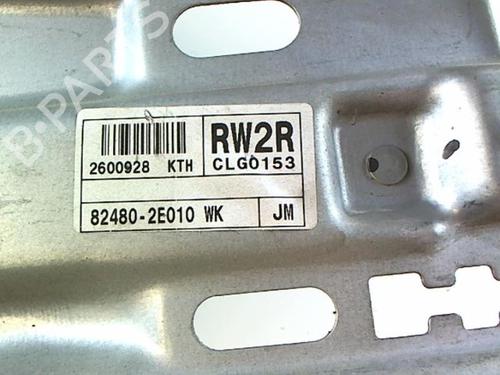 B-PARTS
RW2R
2600928 KTH
CLG0153
82480-2E010 WK
JM